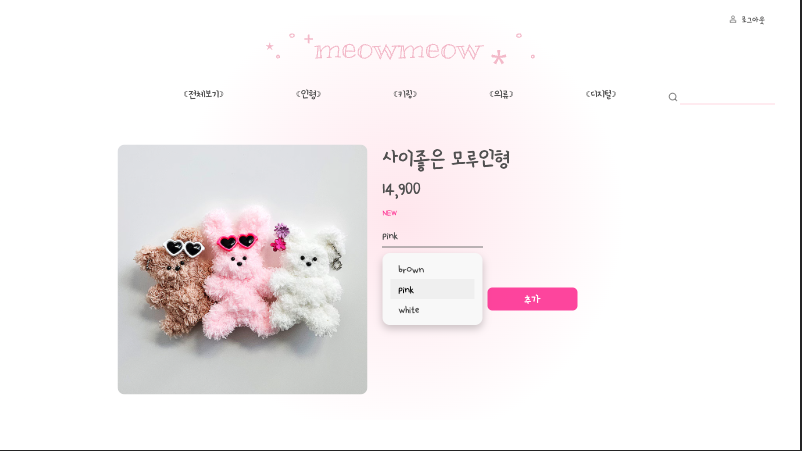 로그아웃
meowmeow
《전체보기》 《인형》 《키링》 《의류》 《디지털》
사이좋은 모루인형
14,900
NEW
pink
brown
pink
white
추가